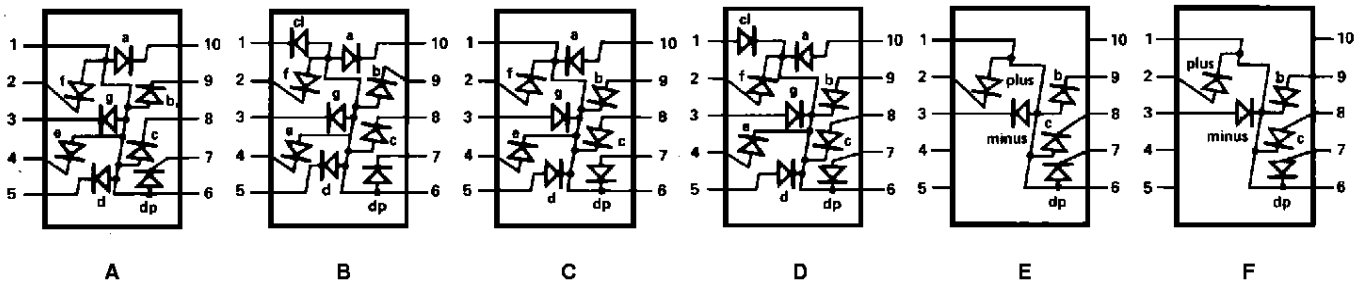 cl cl
1 a 10 1 a 10 1 a 10 1 a 10 1 10 1 10
2 f 9 2 f b 9 2 f b 9 2 f b 9 2 plus b 9 2 plus b 9
g b
3 8 3 g 8 3 g 8 3 g 8 3 8 3 8
e c e c e c e c minus c minus c
4 7 4 7 4 7 4 7 4 7 4 7
5 d 6 5 d 6 5 d 6 5 d 6 5 6 5 6
dp dp dp dp dp dp
A B C D E F